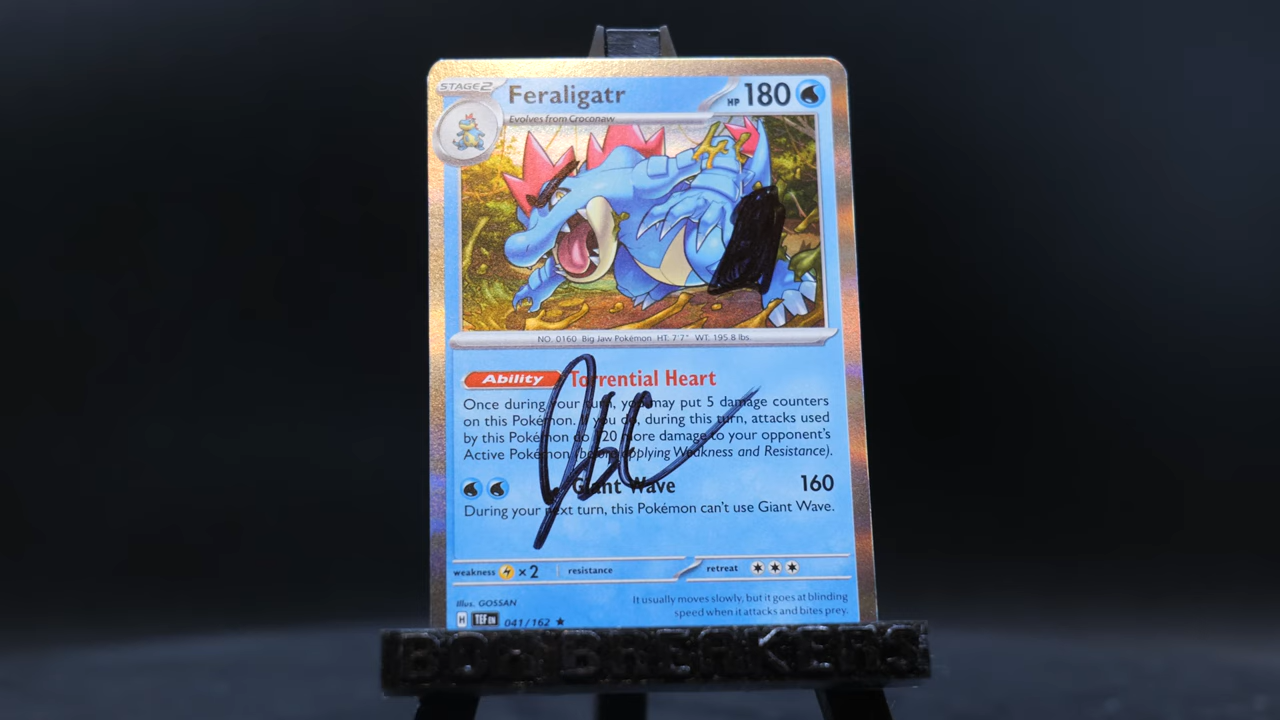 STAGE 2 Feraligatr HP 180
Evolves from Croconaw
NO. 0160 Big Jaw Pokémon HT: 7'7" WT: 195.8 lbs.
Ability Torrential Heart
Once during your turn, you may put 5 damage counters
on this Pokémon. If you do, during this turn, attacks used
by this Pokémon do 120 more damage to your opponent's
Active Pokémon (before applying Weakness and Resistance).
Giant Wave 160
During your next turn, this Pokémon can't use Giant Wave.
weakness ×2 resistance retreat
Illus. GOSSAN
It usually moves slowly, but it goes at blinding
speed when it attacks and bites prey.
H TEF EN 041/162 ★
BOXBREAKERS